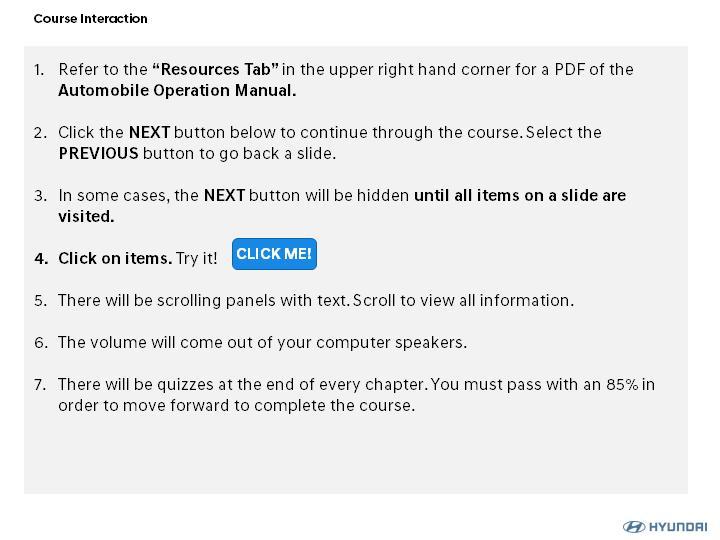 Course Interaction
1. Refer to the “Resources Tab” in the upper right hand corner for a PDF of the
Automobile Operation Manual.
2. Click the NEXT button below to continue through the course. Select the
PREVIOUS button to go back a slide.
3. In some cases, the NEXT button will be hidden until all items on a slide are
visited.
4. Click on items. Try it! CLICK ME!
5. There will be scrolling panels with text. Scroll to view all information.
6. The volume will come out of your computer speakers.
7. There will be quizzes at the end of every chapter. You must pass with an 85% in
order to move forward to complete the course.
HYUNDAI